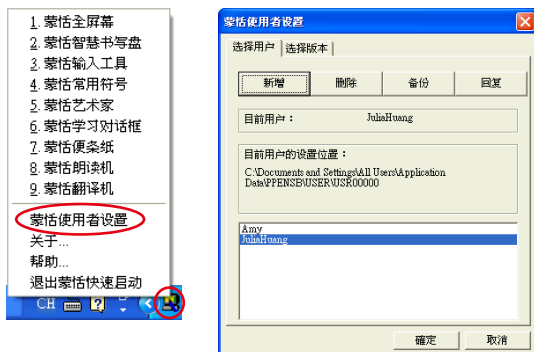 1. 蒙恬全屏幕
2. 蒙恬智慧书写盘
3. 蒙恬输入工具
4. 蒙恬常用符号
5. 蒙恬艺术家
6. 蒙恬学习对话框
7. 蒙恬便条纸
8. 蒙恬朗读机
9. 蒙恬翻译机
蒙恬使用者设置
关于...
帮助...
退出蒙恬快速启动
CH
蒙恬使用者设置
选择用户 选择版本
新增 删除 备份 回复
目前用户： JuliaHuang
目前用户的设置位置：
C:\Documents and Settings\All Users\Application
Data\PPENSB\USER\USR00000
Amy
JuliaHuang
確定 取消